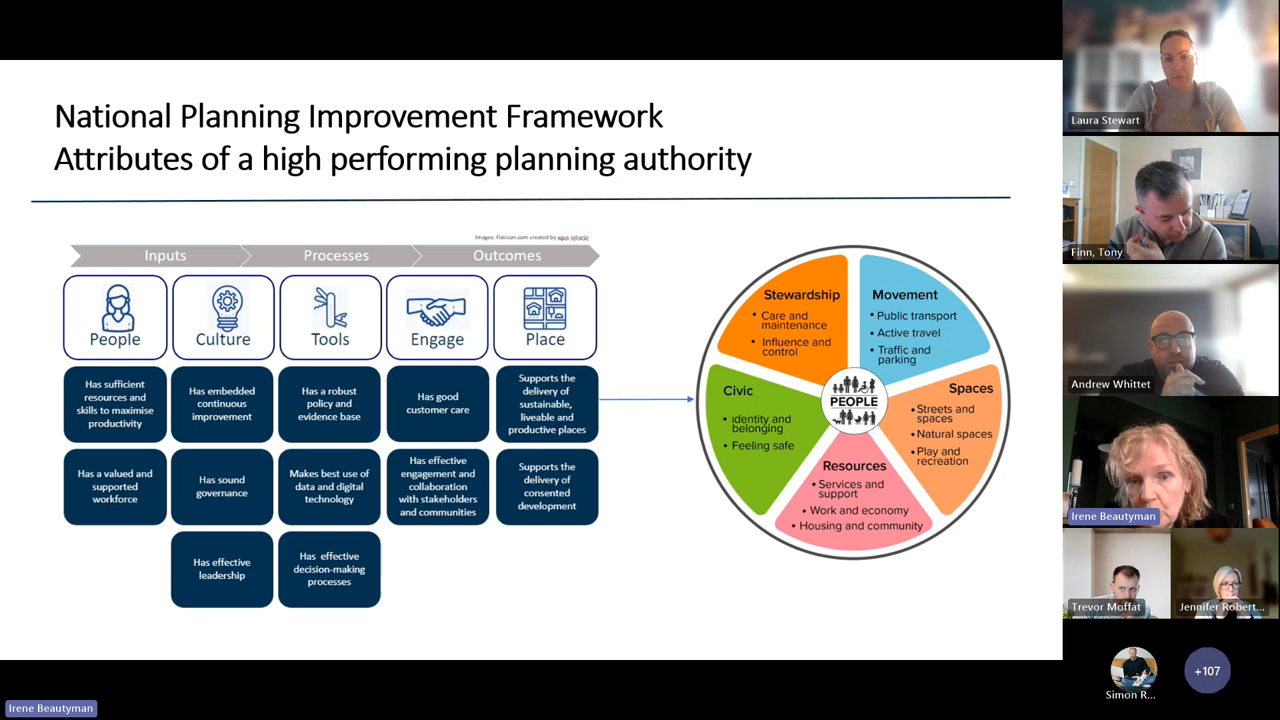 National Planning Improvement Framework
Attributes of a high performing planning authority
Images: Flaticon.com created by agus raharjo
Inputs
Processes
Outcomes
People
Culture
Tools
Engage
Place
Has sufficient
resources and
skills to maximise
productivity
Has embedded
continuous
improvement
Has a robust
policy and
evidence base
Has good
customer care
Supports the
delivery of
sustainable,
liveable and
productive places
Has a valued and
supported
workforce
Has sound
governance
Makes best use of
data and digital
technology
Has effective
engagement and
collaboration
with stakeholders
and communities
Supports the
delivery of
consented
development
Has effective
leadership
Has effective
decision-making
processes
Stewardship
• Care and
maintenance
• Influence and
control
Movement
• Public transport
• Active travel
• Traffic and
parking
Civic
• Identity and
belonging
• Feeling safe
PEOPLE
Spaces
• Streets and
spaces
• Natural spaces
• Play and
recreation
Resources
• Services and
support
• Work and economy
• Housing and community
Laura Stewart
Finn, Tony
Andrew Whittet
Irene Beautyman
Trevor Moffat
Jennifer Robert...
Simon R...
+107
Irene Beautyman